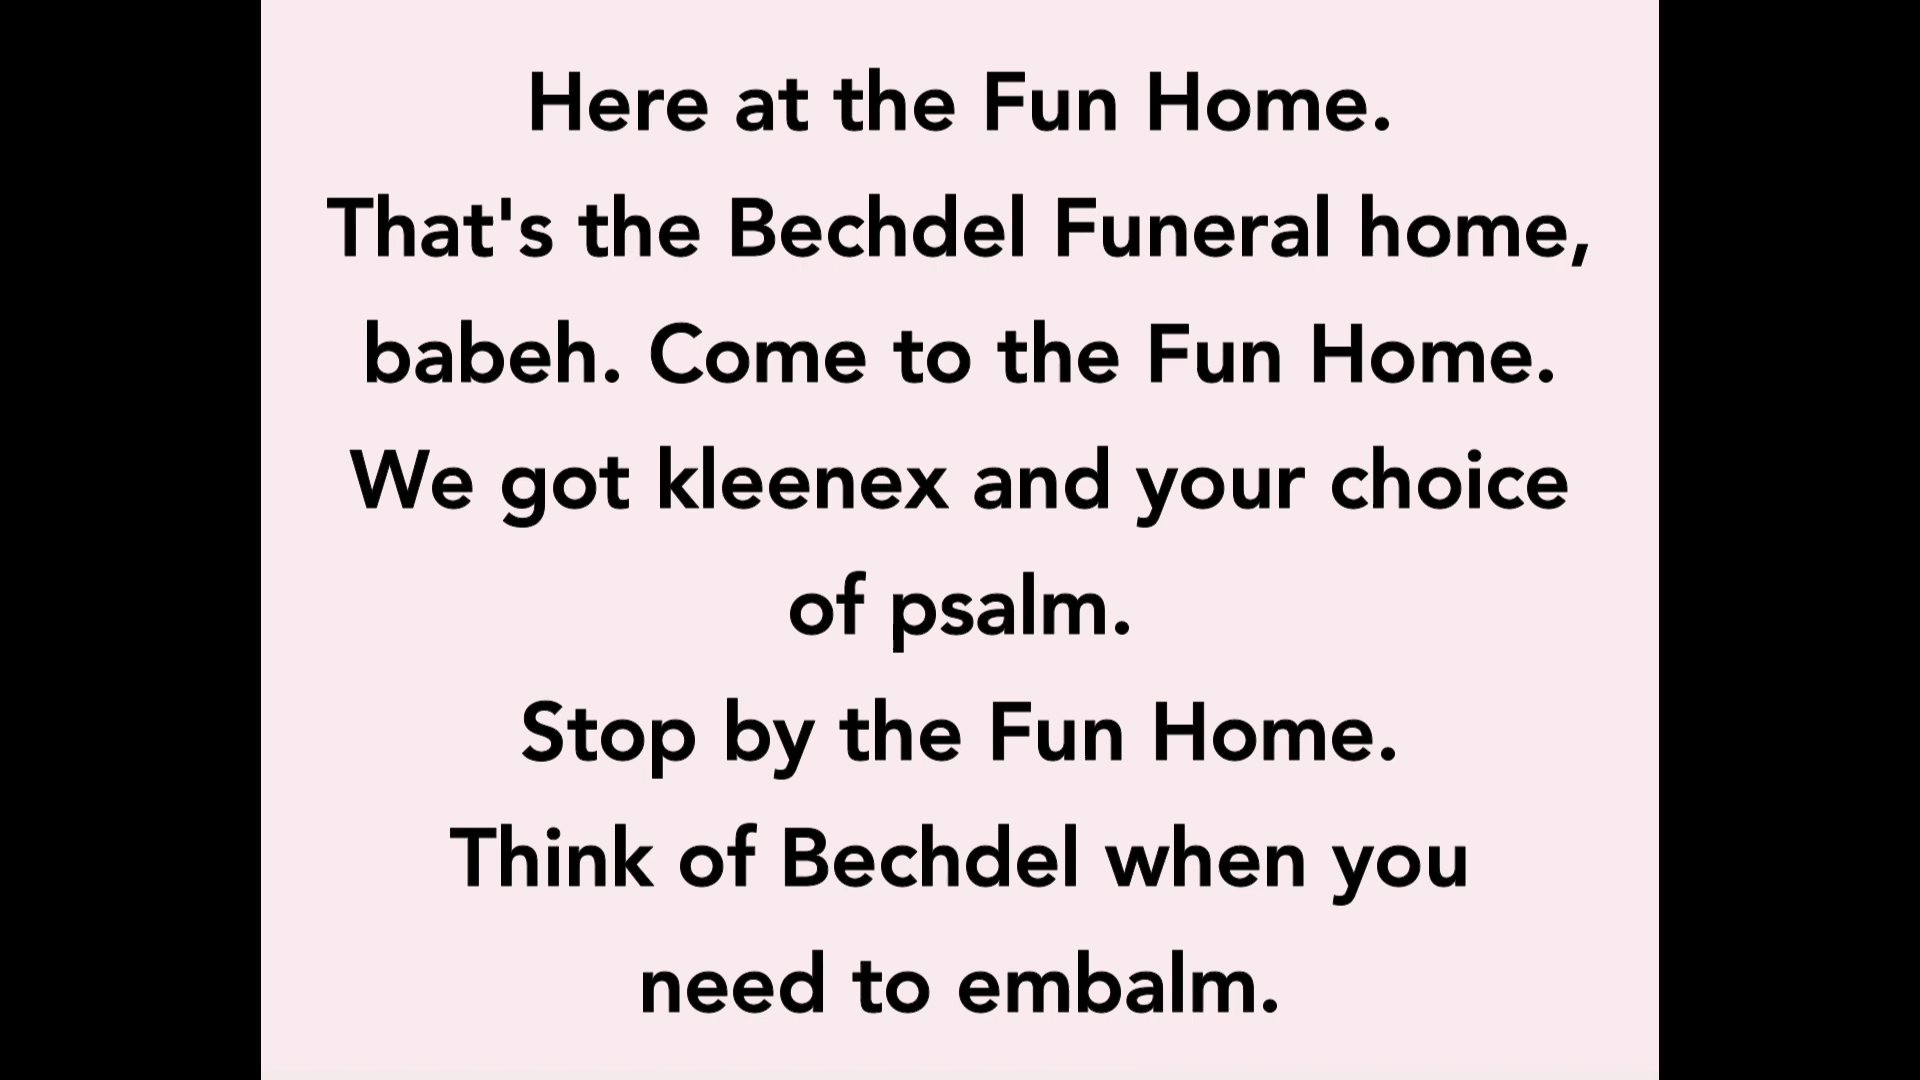 Here at the Fun Home.
That's the Bechdel Funeral home,
babeh. Come to the Fun Home.
We got kleenex and your choice
of psalm.
Stop by the Fun Home.
Think of Bechdel when you
need to embalm.